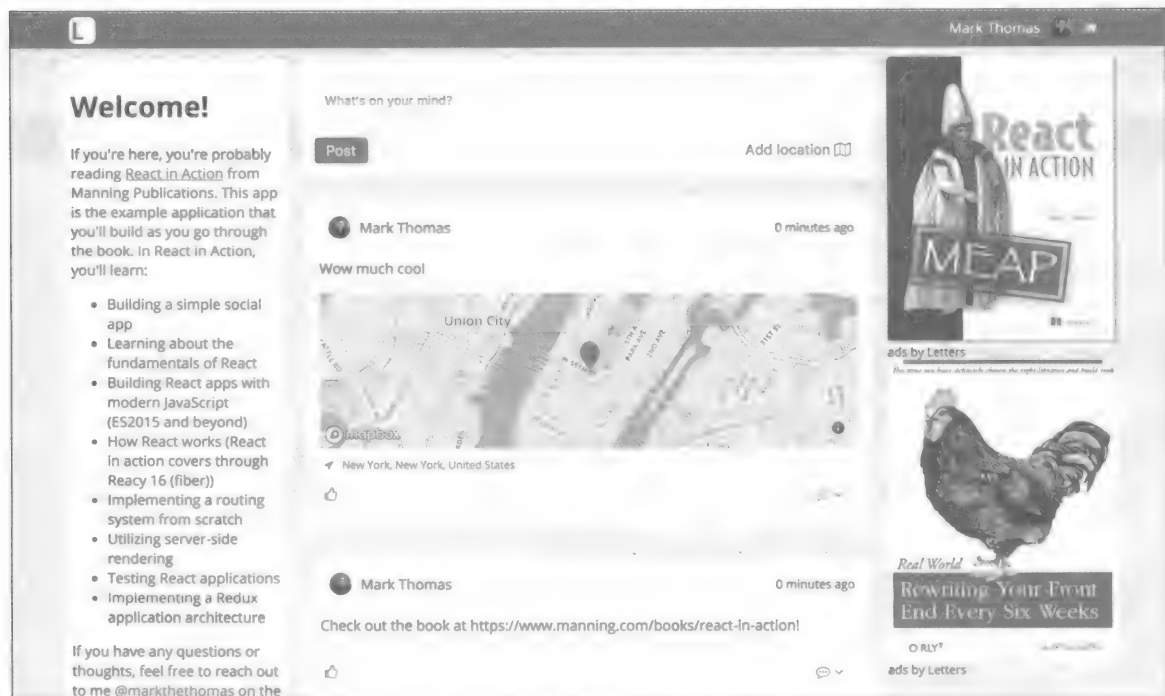 L
Mark Thomas
Welcome!
If you're here, you're probably
reading React in Action from
Manning Publications. This app
is the example application that
you'll build as you go through
the book. In React in Action,
you'll learn:
Building a simple social
app
Learning about the
fundamentals of React
Building React apps with
modern JavaScript
(ES2015 and beyond)
How React works (React
in action covers through
Reacy 16 (fiber))
Implementing a routing
system from scratch
Utilizing server-side
rendering
Testing React applications
Implementing a Redux
application architecture
If you have any questions or
thoughts, feel free to reach out
to me @markthethomas on the
What's on your mind?
Post
Add location
Mark Thomas
0 minutes ago
Wow much cool
Union City
5TH A
PARK AVE
2ND AVE
mapbox
New York, New York, United States
Mark Thomas
0 minutes ago
Check out the book at https://www.manning.com/books/react-in-action!
React
IN ACTION
MEAP
ads by Letters
Real World
Rewriting Your Front
End Every Six Weeks
O RLY?
ads by Letters